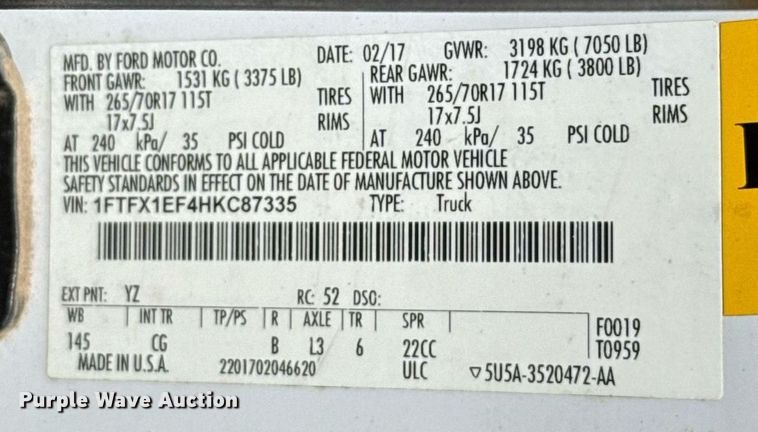 MFD. BY FORD MOTOR CO. DATE: 02/17 GVWR: 3198 KG ( 7050 LB)
FRONT GAWR: 1531 KG ( 3375 LB) REAR GAWR: 1724 KG ( 3800 LB)
WITH 265/70R17 115T TIRES WITH 265/70R17 115T TIRES
17x7.5J RIMS 17x7.5J RIMS
AT 240 kPa/ 35 PSI COLD AT 240 kPa/ 35 PSI COLD
THIS VEHICLE CONFORMS TO ALL APPLICABLE FEDERAL MOTOR VEHICLE
SAFETY STANDARDS IN EFFECT ON THE DATE OF MANUFACTURE SHOWN ABOVE.
VIN: 1FTFX1EF4HKC87335 TYPE: Truck
EXT PNT: YZ RC: 52 DSO:
WB INT TR TP/PS R AXLE TR SPR F0019
145 CG B L3 6 22CC T0959
MADE IN U.S.A. 2201702046620 ULC ▽5U5A-3520472-AA
Purple Wave Auction